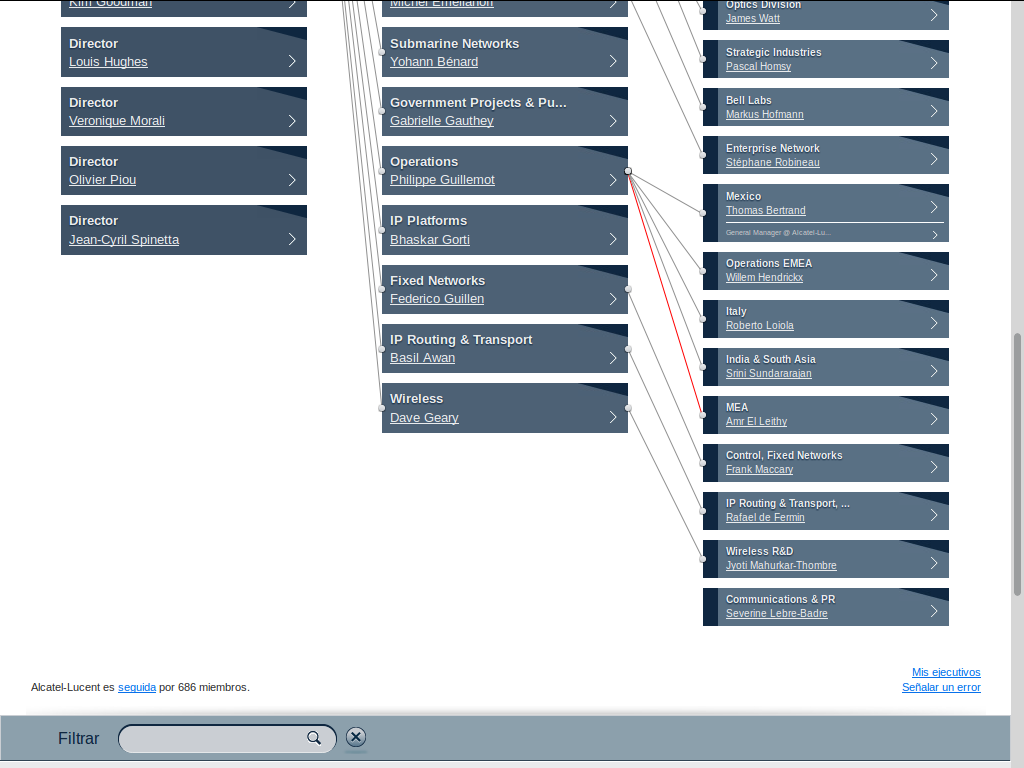 Kim Goodman
Director
Louis Hughes
Director
Veronique Morali
Director
Olivier Piou
Director
Jean-Cyril Spinetta
Michel Emelianoff
Submarine Networks
Yohann Bénard
Government Projects & Pu...
Gabrielle Gauthey
Operations
Philippe Guillemot
IP Platforms
Bhaskar Gorti
Fixed Networks
Federico Guillen
IP Routing & Transport
Basil Awan
Wireless
Dave Geary
Optics Division
James Watt
Strategic Industries
Pascal Homsy
Bell Labs
Markus Hofmann
Enterprise Network
Stéphane Robineau
Mexico
Thomas Bertrand
General Manager @ Alcatel-Lu...
Operations EMEA
Willem Hendrickx
Italy
Roberto Loiola
India & South Asia
Srini Sundararajan
MEA
Amr El Leithy
Control, Fixed Networks
Frank Maccary
IP Routing & Transport, ...
Rafael de Fermin
Wireless R&D
Jyoti Mahurkar-Thombre
Communications & PR
Severine Lebre-Badre
Mis ejecutivos
Alcatel-Lucent es seguida por 686 miembros.
Señalar un error
Filtrar